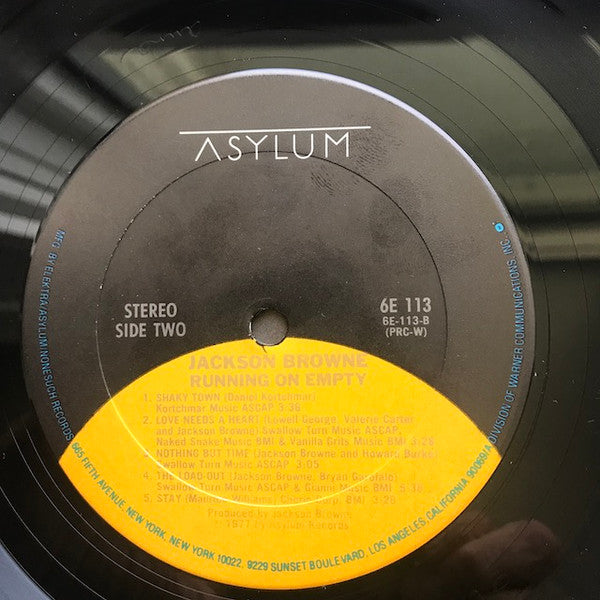 ASYLUM
STEREO
SIDE TWO
6E 113
6E-113-B
(PRC-W)
JACKSON BROWNE
RUNNING ON EMPTY
1. SHAKY TOWN (Daniel Kortchmar)
Kortchmar Music ASCAP 3:36
2. LOVE NEEDS A HEART (Lowell George, Valerie Carter
and Jackson Browne) Swallow Turn Music ASCAP,
Naked Snake Music BMI & Vanilla Grits Music BMI 3:28
3. NOTHING BUT TIME (Jackson Browne and Howard Burke)
Swallow Turn Music ASCAP 3:05
4. THE LOAD-OUT (Jackson Browne, Bryan Garofalo)
Swallow Turn Music ASCAP & Music BMI 5:38
5. STAY (Maurice Williams) BMI 3:28
Produced by Jackson Browne
© 1977 by Asylum Records
MFG. BY ELEKTRA/ASYLUM/NONESUCH RECORDS 665 FIFTH AVENUE, NEW YORK, NEW YORK 10022, 9229 SUNSET BOULEVARD, LOS ANGELES, CALIFORNIA 90069/A DIVISION OF WARNER COMMUNICATIONS, INC.